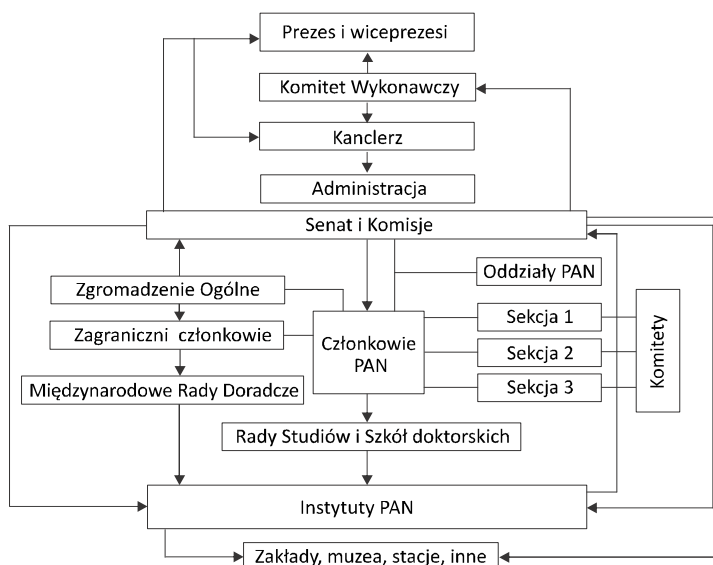 Prezes i wiceprezesi
Komitet Wykonawczy
Kanclerz
Administracja
Senat i Komisje
Oddziały PAN
Zgromadzenie Ogólne
Zagraniczni członkowie
Członkowie
PAN
Sekcja 1
Sekcja 2
Sekcja 3
Komitety
Międzynarodowe Rady Doradcze
Rady Studiów i Szkół doktorskich
Instytuty PAN
Zakłady, muzea, stacje, inne